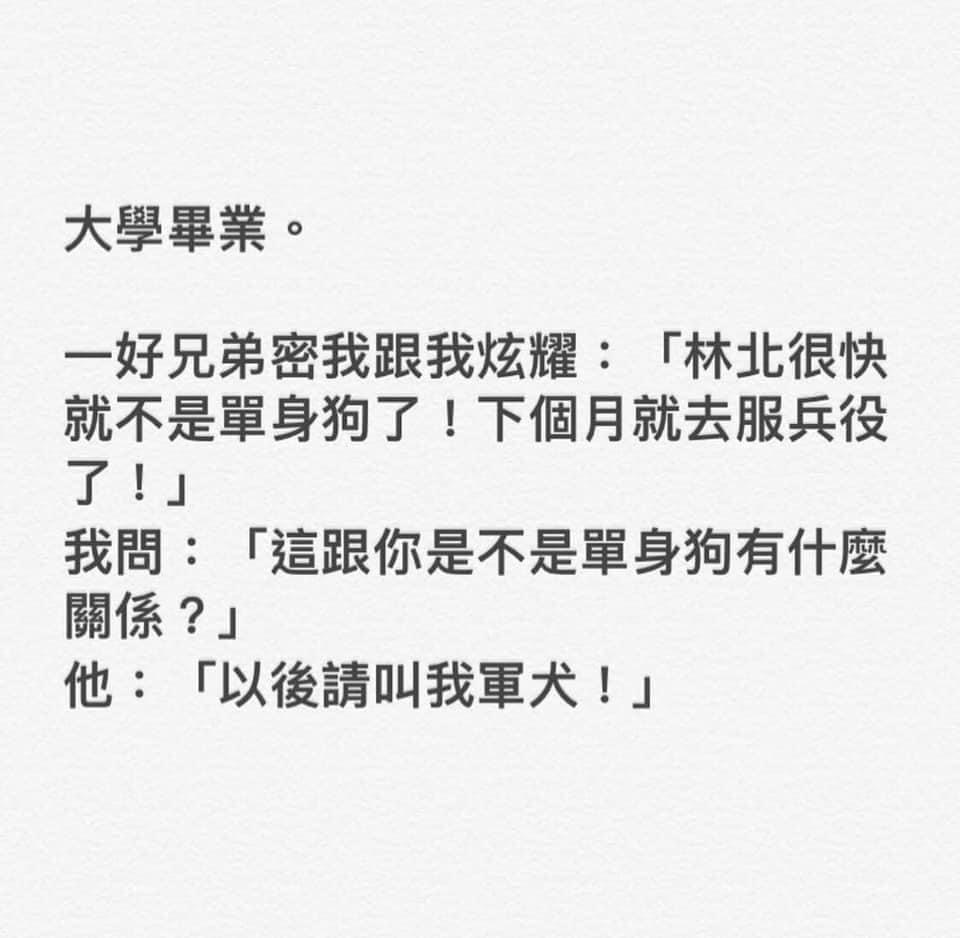 大學畢業。
一好兄弟密我跟我炫耀：「林北很快
就不是單身狗了！下個月就去服兵役
了！」
我問：「這跟你是不是單身狗有什麼
關係？」
他：「以後請叫我軍犬！」